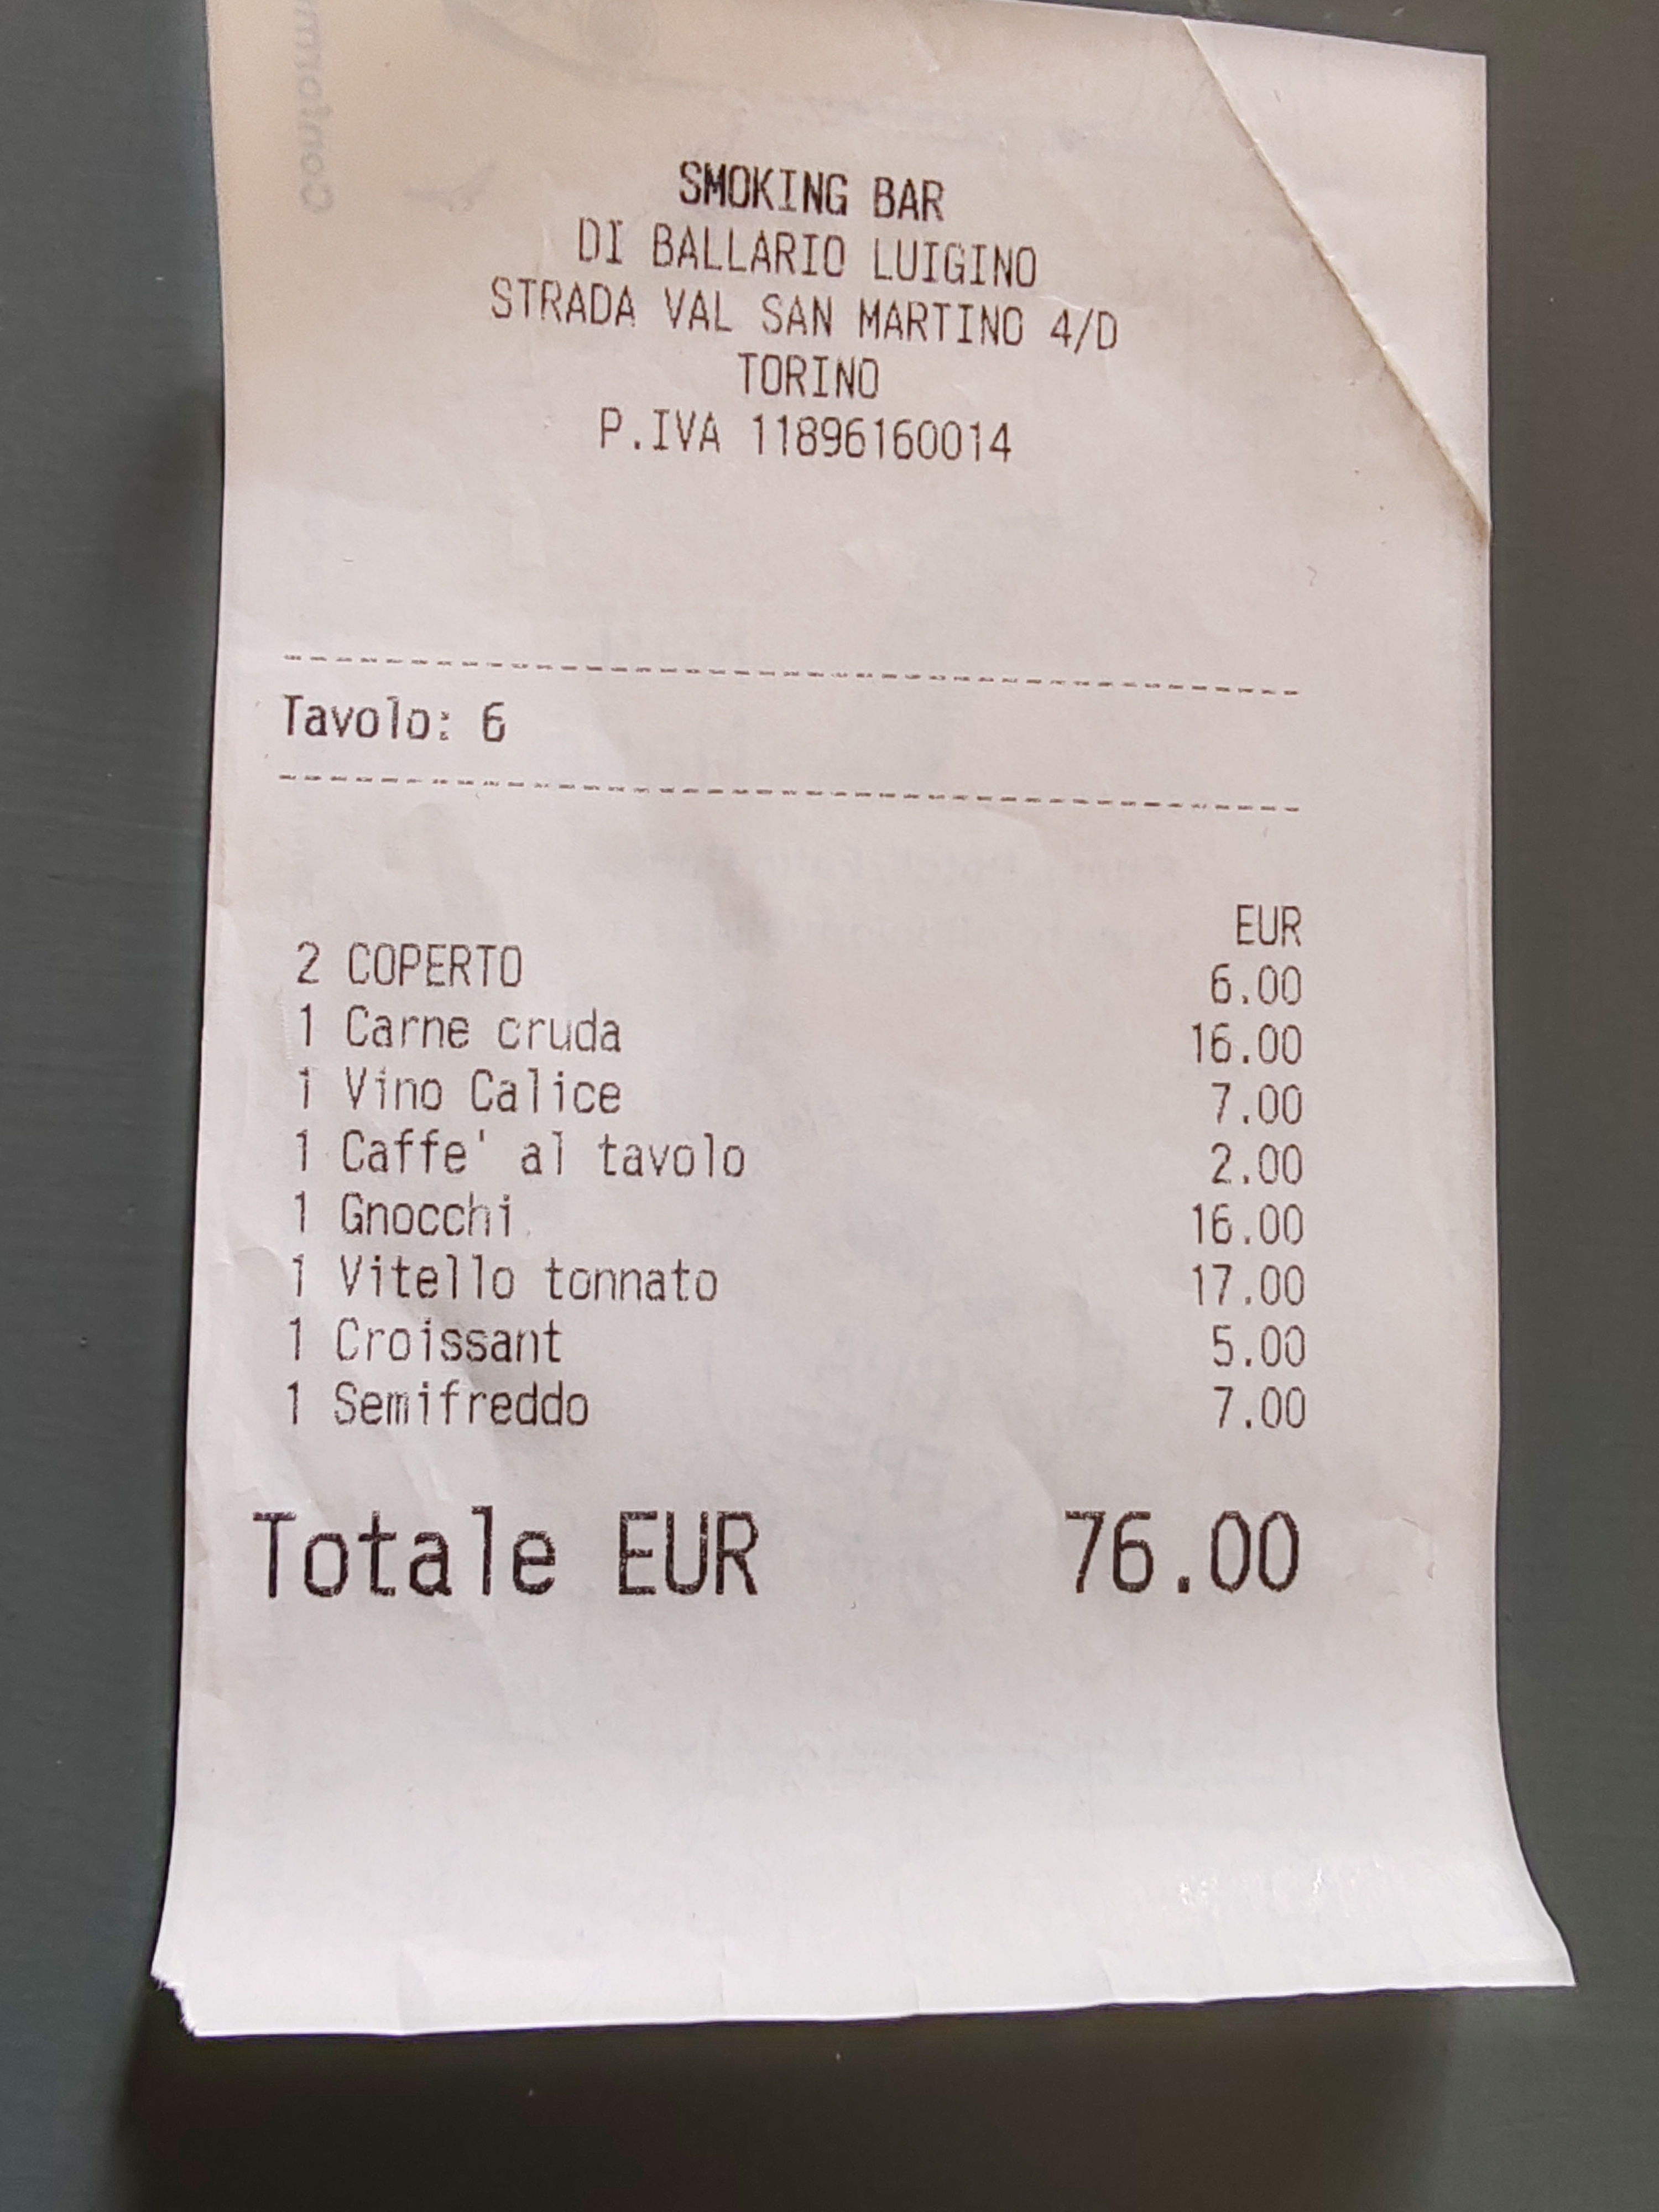 SMOKING BAR
DI BALLARIO LUIGINO
STRADA VAL SAN MARTINO 4/D
TORINO
P.IVA 11896160014
Tavolo: 6
EUR
2 COPERTO 6.00
1 Carne cruda 16.00
1 Vino Calice 7.00
1 Caffe' al tavolo 2.00
1 Gnocchi 16.00
1 Vitello tonnato 17.00
1 Croissant 5.00
1 Semifreddo 7.00
Totale EUR 76.00